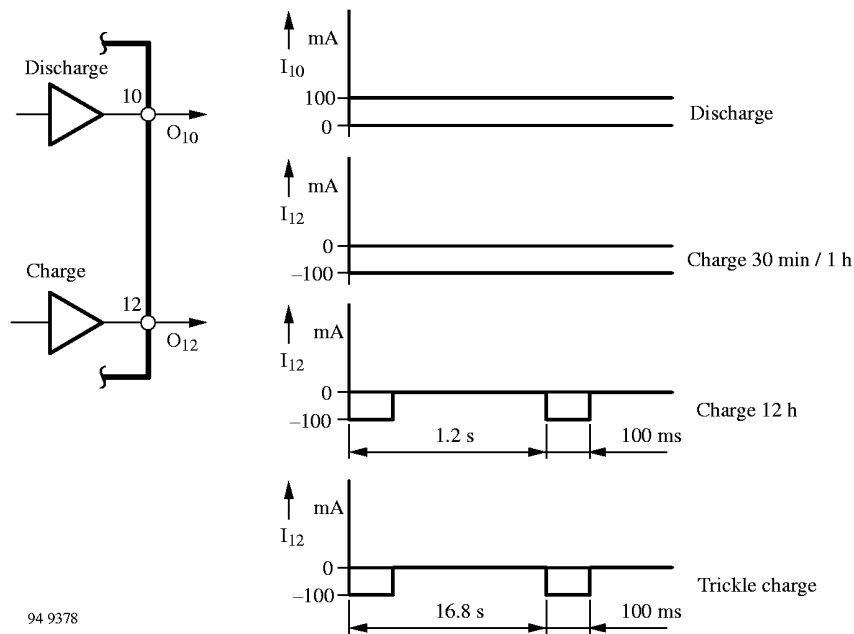 Discharge
10
O10
Charge
12
O12
mA
I10
100
0
Discharge
mA
I12
0
–100
Charge 30 min / 1 h
mA
I12
0
–100
Charge 12 h
1.2 s
100 ms
mA
I12
0
–100
Trickle charge
16.8 s
100 ms
94 9378